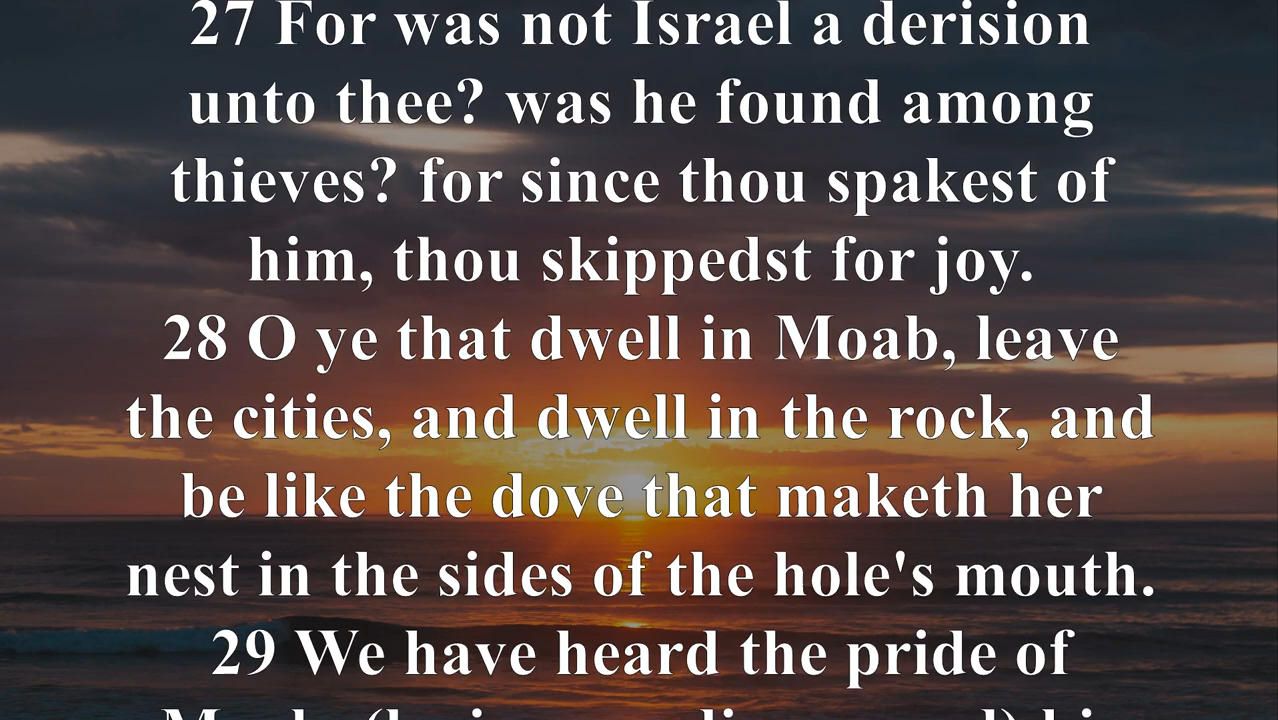 27 For was not Israel a derision
unto thee? was he found among
thieves? for since thou spakest of
him, thou skippedst for joy.
28 O ye that dwell in Moab, leave
the cities, and dwell in the rock, and
be like the dove that maketh her
nest in the sides of the hole's mouth.
29 We have heard the pride of